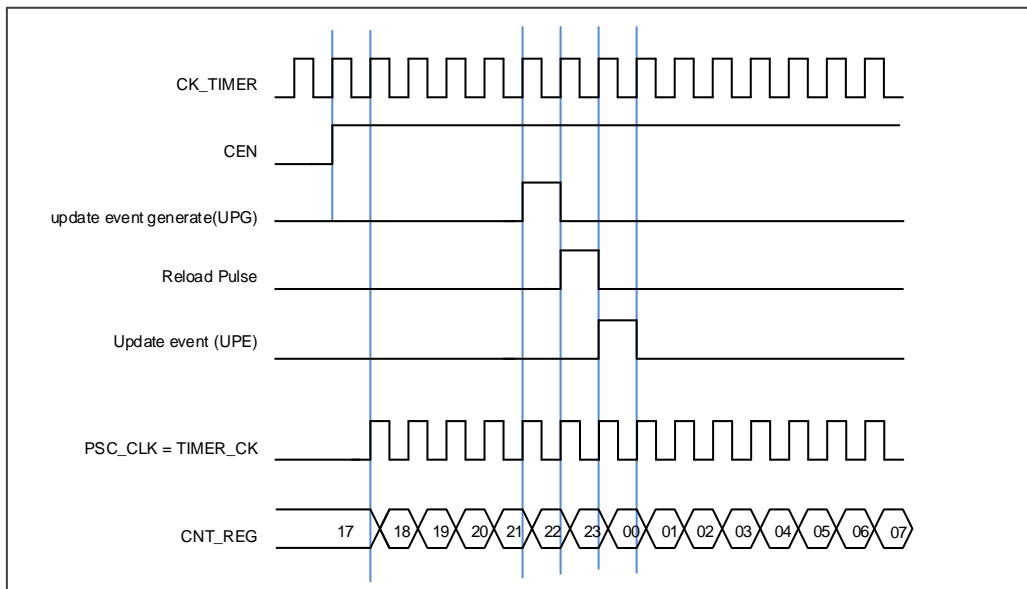 CK_TIMER
CEN
update event generate(UPG)
Reload Pulse
Update event (UPE)
PSC_CLK = TIMER_CK
CNT_REG 17 18 19 20 21 22 23 00 01 02 03 04 05 06 07